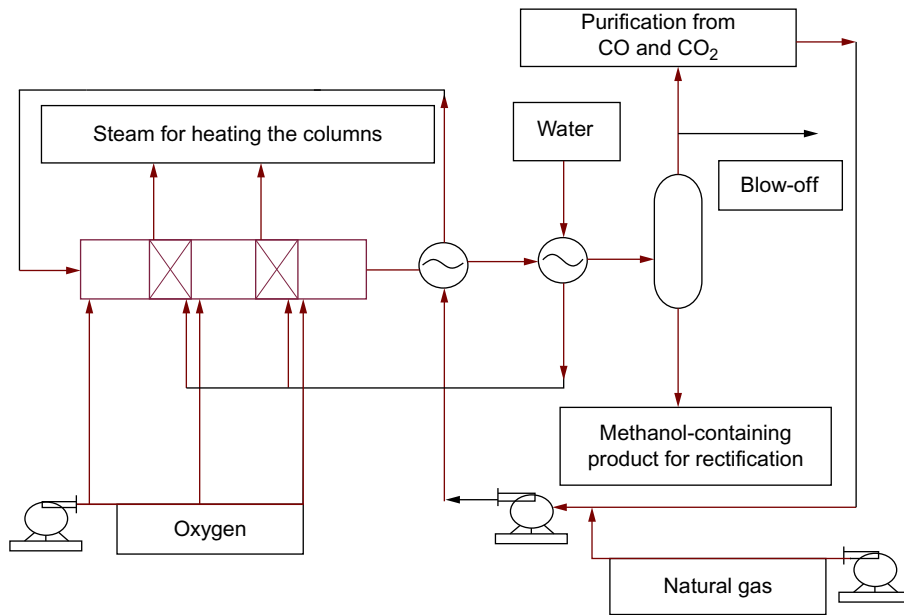 Purification from
CO and CO2
Steam for heating the columns
Water
Blow-off
Methanol-containing
product for rectification
Oxygen
Natural gas